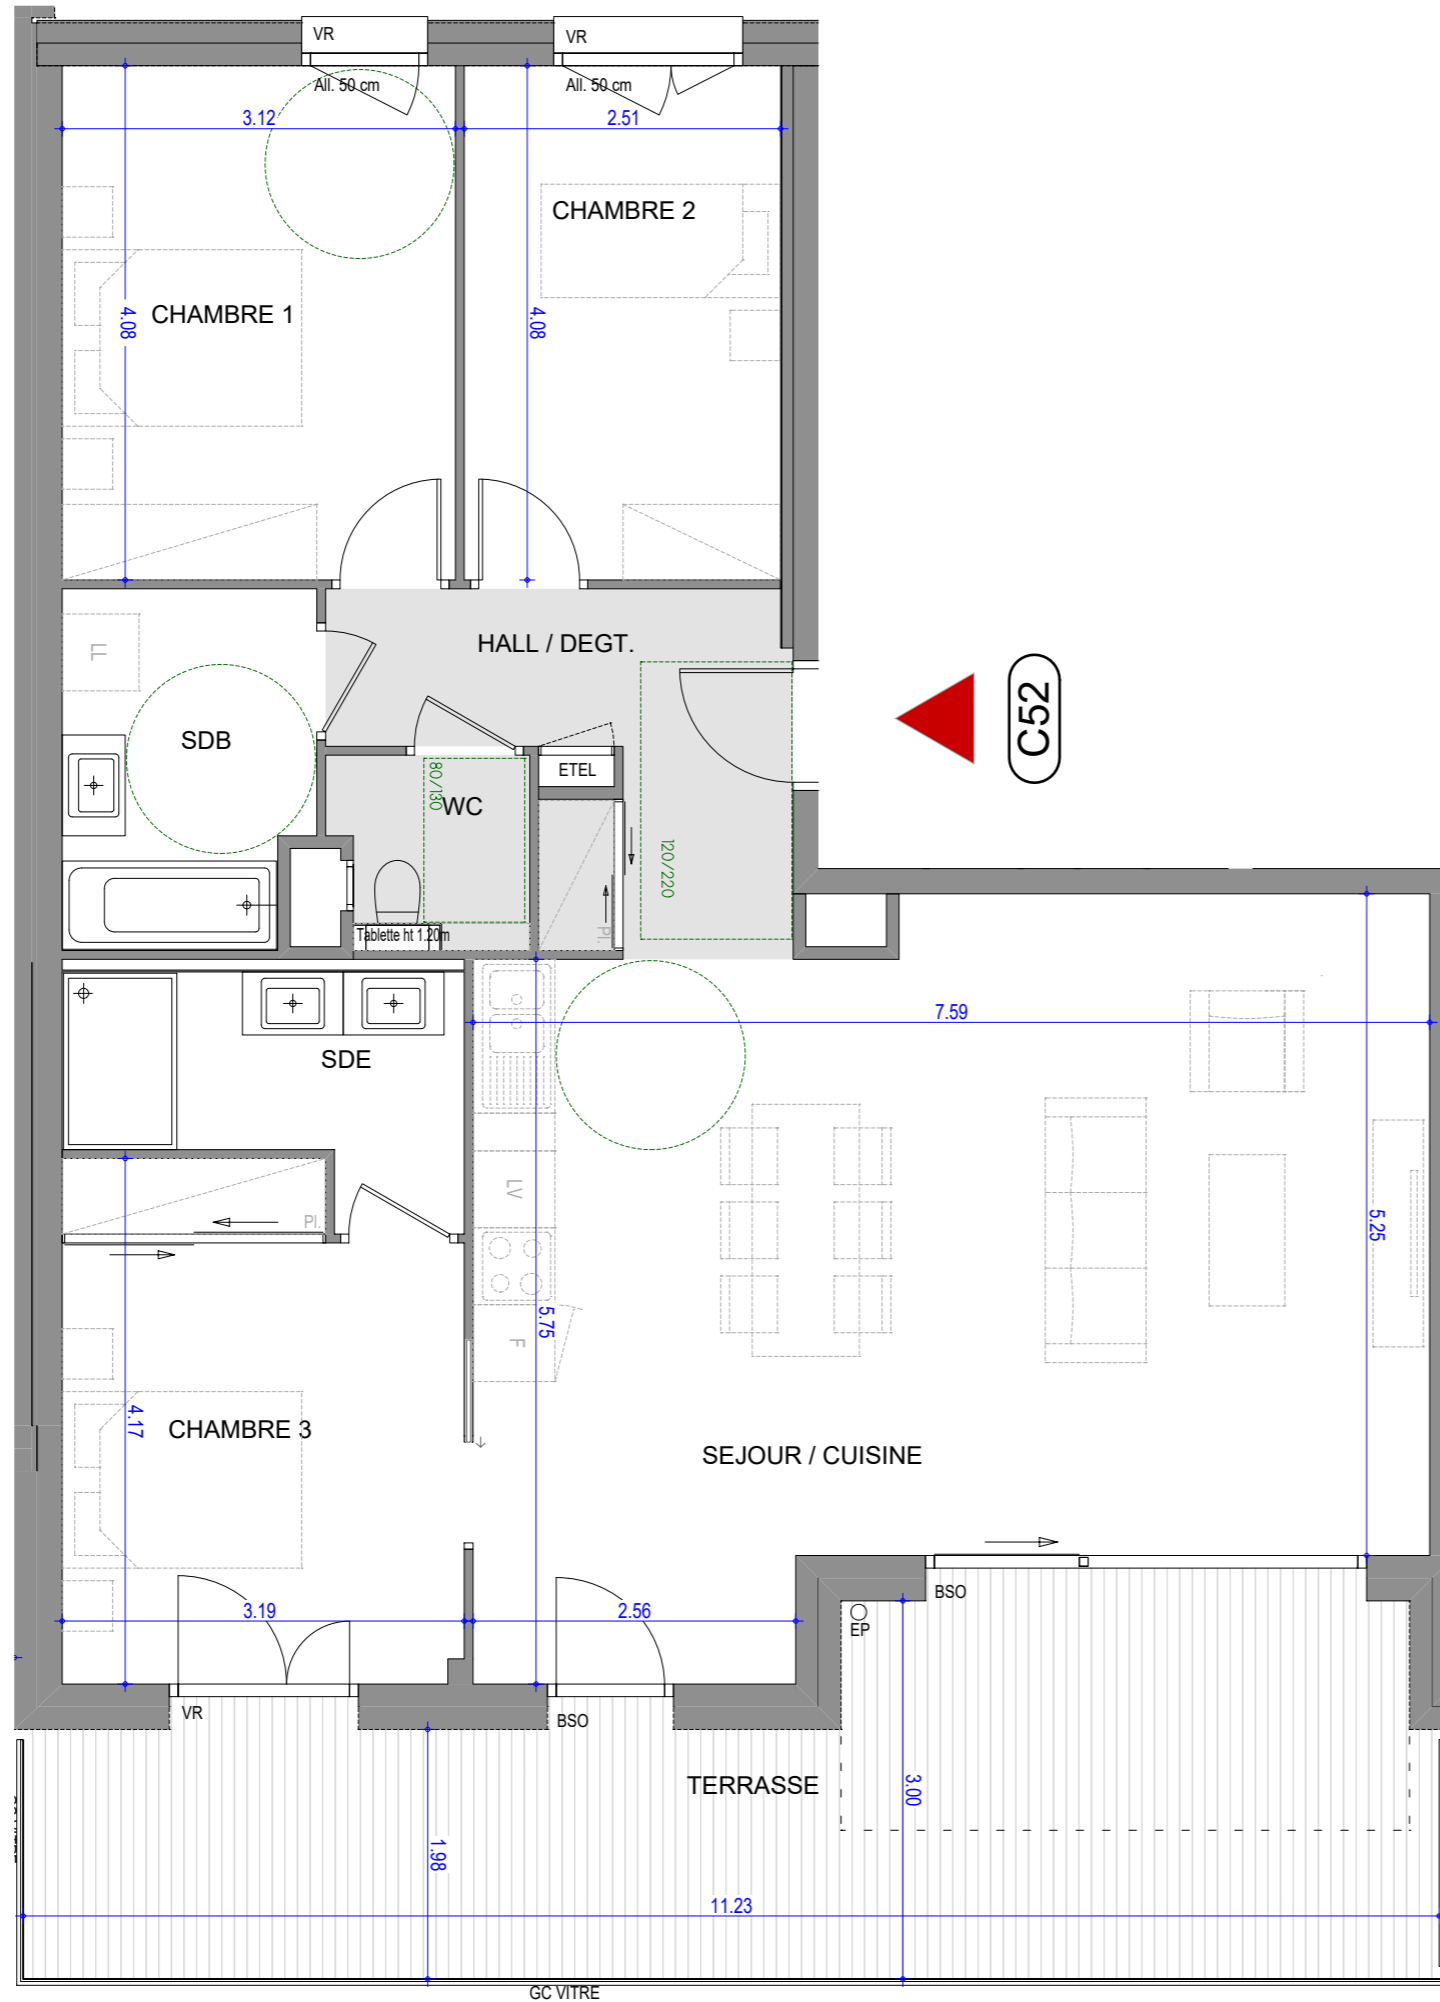 VR
VR
All. 50 cm
All. 50 cm
3.12
2.51
CHAMBRE 2
CHAMBRE 1
4.08
4.08
HALL / DEGT.
LL
C52
SDB
ETEL
80/130
WC
120/220
Pl.
Tablette ht 1.20m
7.59
SDE
LV
Pl.
5.25
5.75
F
4.17
CHAMBRE 3
SEJOUR / CUISINE
BSO
3.19
2.56
EP
VR
BSO
TERRASSE
3.00
1.98
11.23
GC VITRE